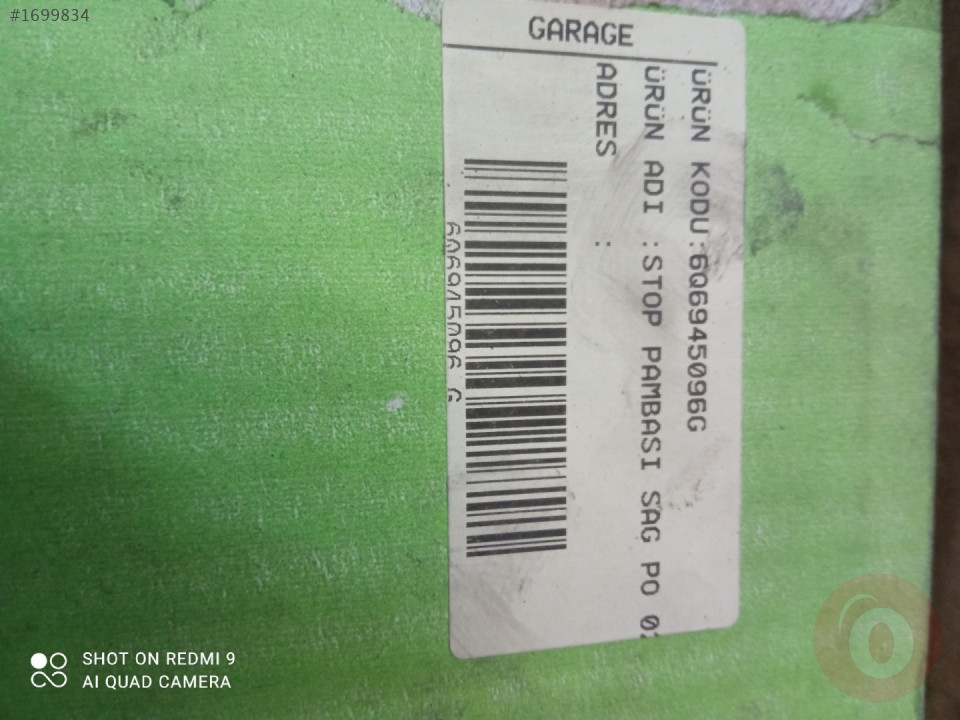 #1699834
GARAGE
ÜRÜN KODU:6Q6945096G
ÜRÜN ADI :STOP PAMBASI SAG PO
ADRES :
6Q6945096 G
SHOT ON REDMI 9
AI QUAD CAMERA